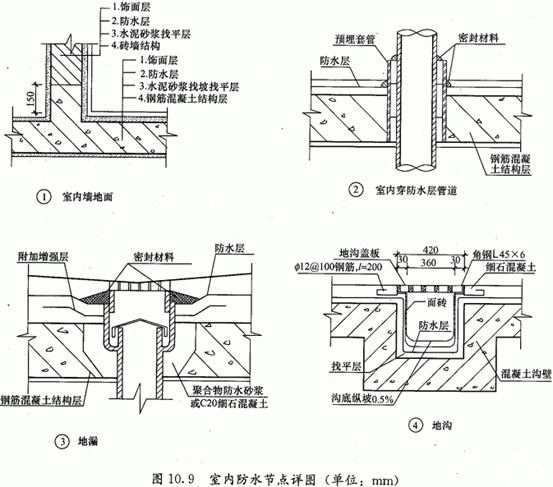 1.饰面层
2.防水层
3.水泥砂浆找平层
4.砖墙结构
1.饰面层
2.防水层
3.水泥砂浆找坡找平层
4.钢筋混凝土结构层
150
① 室内墙地面
预埋套管
密封材料
防水层
钢筋混凝
土结构层
② 室内穿防水层管道
附加增强层
密封材料
防水层
钢筋混凝土结构层
聚合物防水砂浆
或C20细石混凝土
③ 地漏
420
地沟盖板
30 360 30
角钢L45×6
ϕ12@100钢筋,l=200
细石混凝土
面砖
防水层
找平层
沟底纵坡0.5%
混凝土沟壁
④ 地沟
图 10.9 室内防水节点详图 (单位: mm)